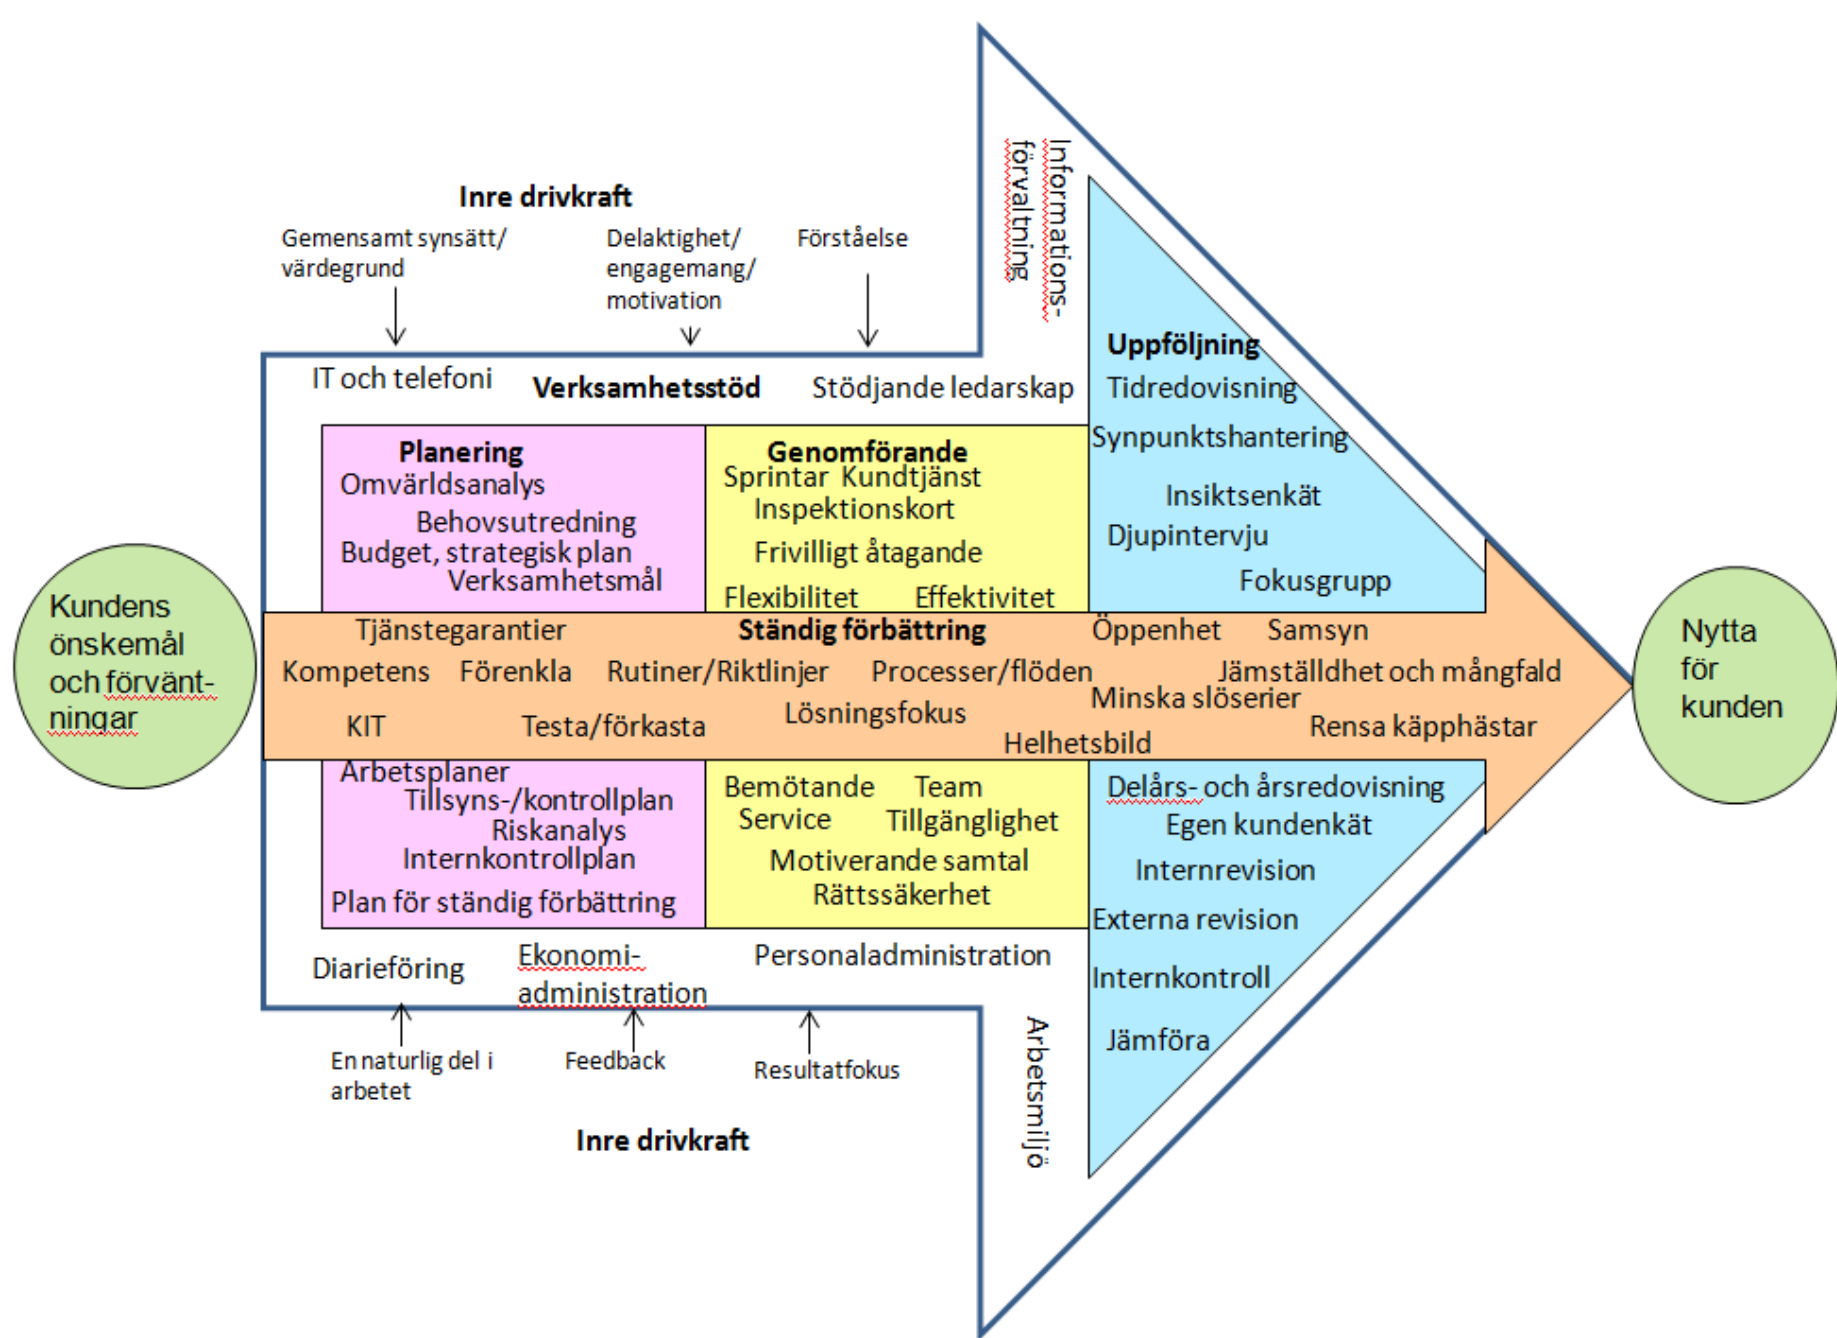 Inre drivkraft
Gemensamt synsätt/
värdegrund
Delaktighet/
engagemang/
motivation
Förståelse
Informations-
förvaltning
IT och telefoni
Verksamhetsstöd
Stödjande ledarskap
Planering
Omvärldsanalys
Behovsutredning
Budget, strategisk plan
Verksamhetsmål
Genomförande
Sprintar Kundtjänst
Inspektionskort
Frivilligt åtagande
Flexibilitet Effektivitet
Uppföljning
Tidredovisning
Synpunktshantering
Insiktsenkät
Djupintervju
Fokusgrupp
Kundens
önskemål
och förvänt-
ningar
Tjänstegarantier Ständig förbättring Öppenhet Samsyn
Kompetens Förenkla Rutiner/Riktlinjer Processer/flöden Jämställdhet och mångfald
Minska slöserier
KIT Testa/förkasta Lösningsfokus Rensa käpphästar
Helhetsbild
Nytta
för
kunden
Arbetsplaner
Tillsyns-/kontrollplan
Riskanalys
Internkontrollplan
Plan för ständig förbättring
Bemötande Team
Service Tillgänglighet
Motiverande samtal
Rättssäkerhet
Delårs- och årsredovisning
Egen kundenkät
Internrevision
Externa revision
Internkontroll
Jämföra
Diarieföring
Ekonomi-
administration
Personaladministration
Arbetsmiljö
En naturlig del i
arbetet
Feedback
Resultatfokus
Inre drivkraft